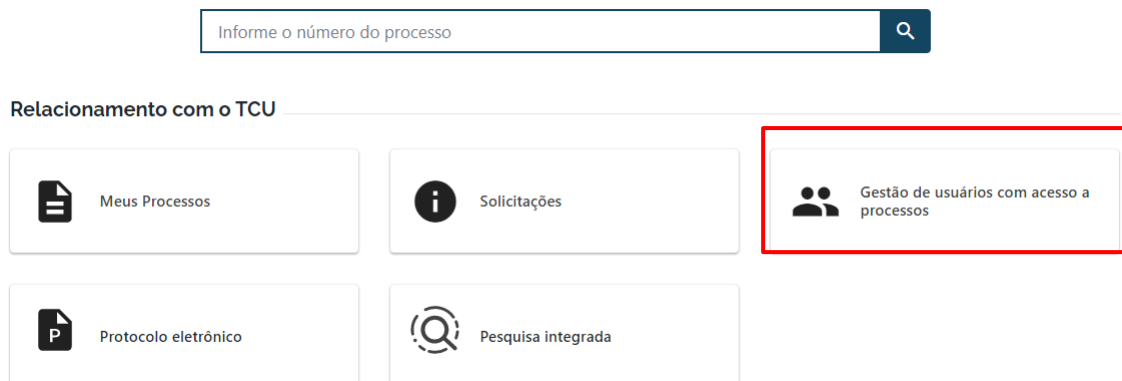 Informe o número do processo
Relacionamento com o TCU
Meus Processos
Solicitações
Gestão de usuários com acesso a
processos
P
Protocolo eletrônico
Pesquisa integrada